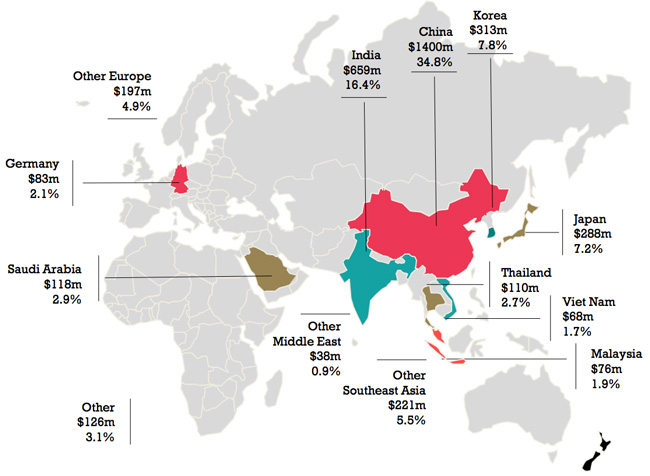 Korea
$313m
7.8%
China
$1400m
34.8%
India
$659m
16.4%
Other Europe
$197m
4.9%
Germany
$83m
2.1%
Japan
$288m
7.2%
Saudi Arabia
$118m
2.9%
Thailand
$110m
2.7%
Viet Nam
$68m
1.7%
Other
Middle East
$38m
0.9%
Malaysia
$76m
1.9%
Other
Southeast Asia
$221m
5.5%
Other
$126m
3.1%